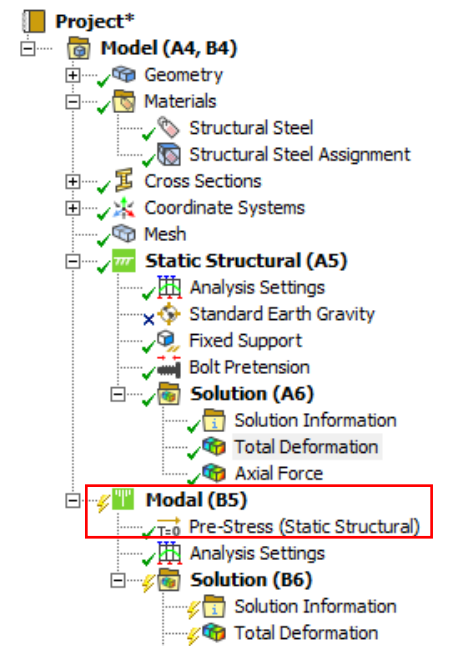 Project*
Model (A4, B4)
Geometry
Materials
Structural Steel
Structural Steel Assignment
Cross Sections
Coordinate Systems
Mesh
Static Structural (A5)
Analysis Settings
Standard Earth Gravity
Fixed Support
Bolt Pretension
Solution (A6)
Solution Information
Total Deformation
Axial Force
Modal (B5)
T=0 Pre-Stress (Static Structural)
Analysis Settings
Solution (B6)
Solution Information
Total Deformation